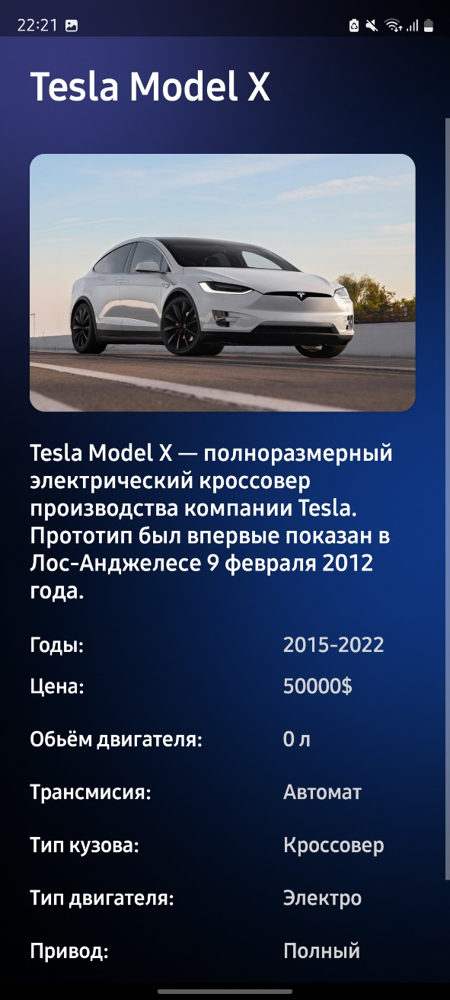 22:21
Tesla Model X
Tesla Model X — полноразмерный
электрический кроссовер
производства компании Tesla.
Прототип был впервые показан в
Лос-Анджелесе 9 февраля 2012
года.
Годы: 2015-2022
Цена: 50000$
Обьём двигателя: 0 л
Трансмисия: Автомат
Тип кузова: Кроссовер
Тип двигателя: Электро
Привод: Полный